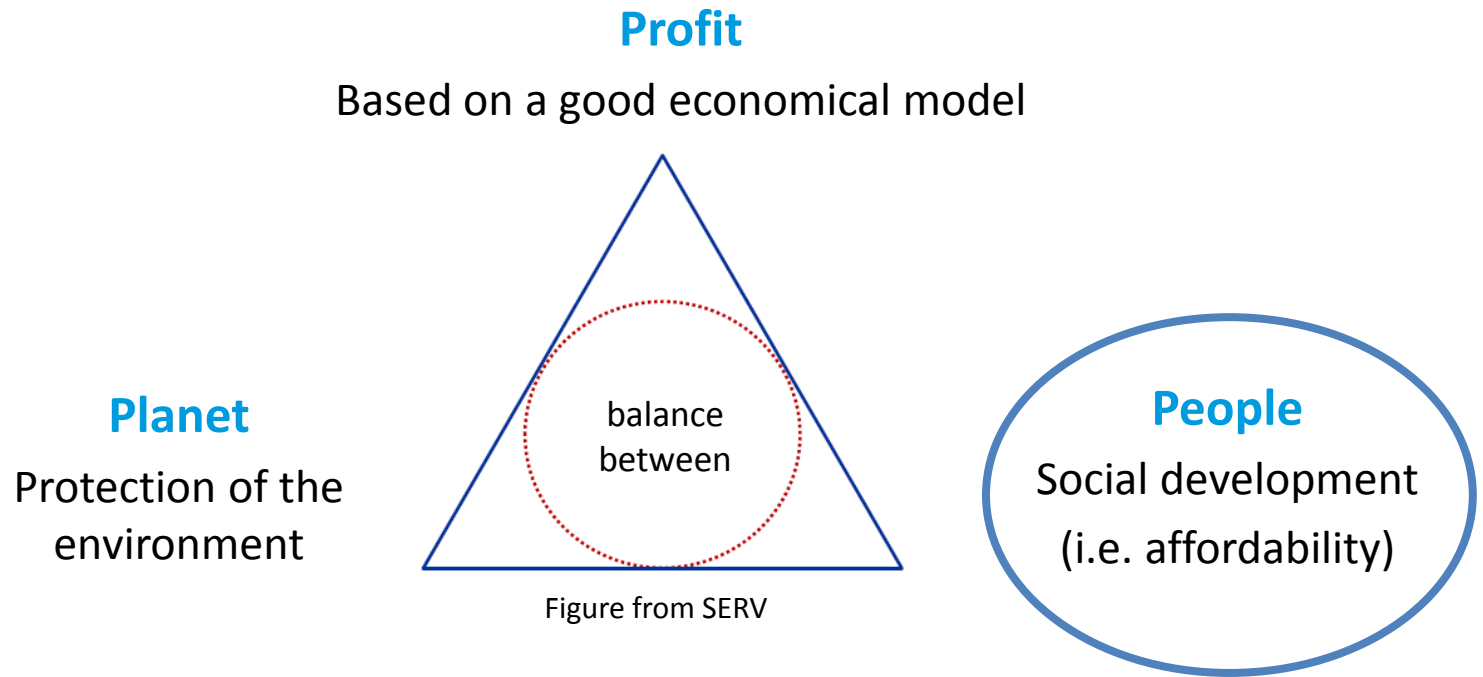 Profit
Based on a good economical model
balance
between
Planet
Protection of the
environment
People
Social development
(i.e. affordability)
Figure from SERV